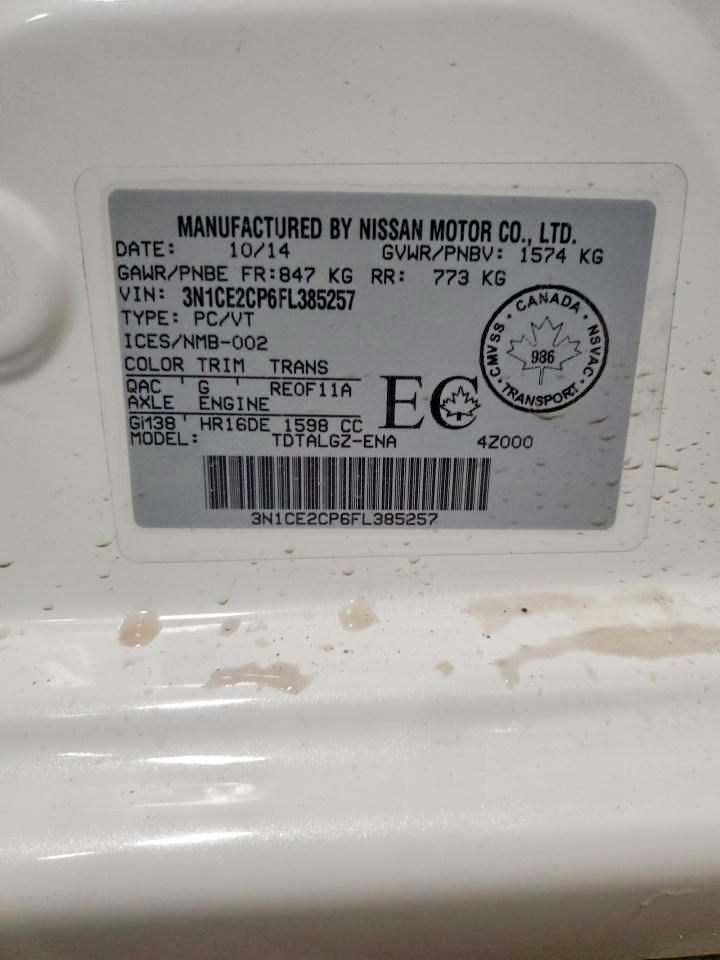 MANUFACTURED BY NISSAN MOTOR CO., LTD.
DATE: 10/14 GVWR/PNBV: 1574 KG
GAWR/PNBE FR:847 KG RR: 773 KG
VIN: 3N1CE2CP6FL385257
TYPE: PC/VT
ICES/NMB-002
COLOR TRIM TRANS
QAC G REOF11A
AXLE ENGINE
GM38 HR16DE 1598 CC
MODEL: TDTALGZ-ENA 4Z000
EC
CANADA
CMVSS 986 NSVAC
TRANSPORT
3N1CE2CP6FL385257